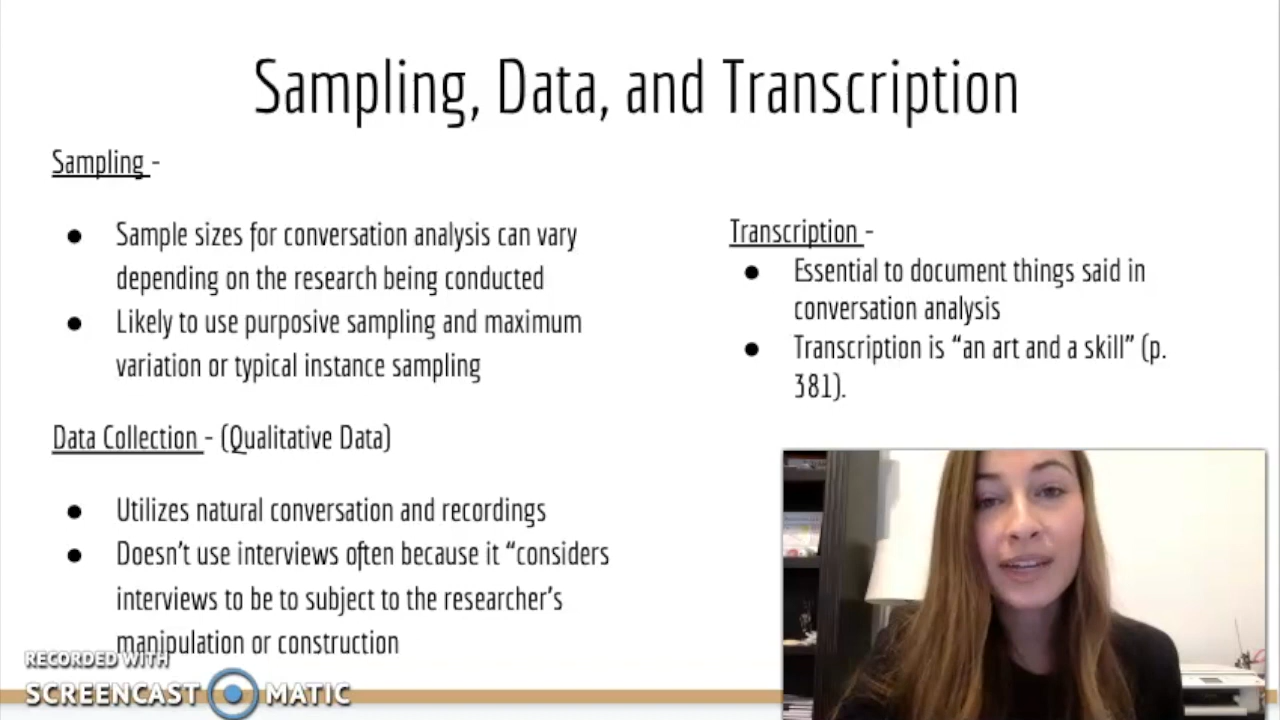 Sampling, Data, and Transcription
Sampling -
● Sample sizes for conversation analysis can vary
depending on the research being conducted
● Likely to use purposive sampling and maximum
variation or typical instance sampling
Data Collection - (Qualitative Data)
● Utilizes natural conversation and recordings
● Doesn't use interviews often because it “considers
interviews to be to subject to the researcher's
manipulation or construction
Transcription -
● Essential to document things said in
conversation analysis
● Transcription is “an art and a skill” (p.
381).
RECORDED WITH
SCREENCAST MATIC